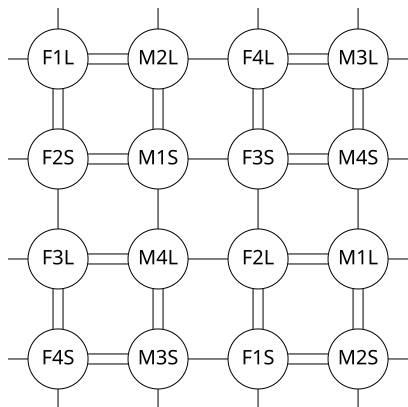 F1L M2L F4L M3L
F2S M1S F3S M4S
F3L M4L F2L M1L
F4S M3S F1S M2S